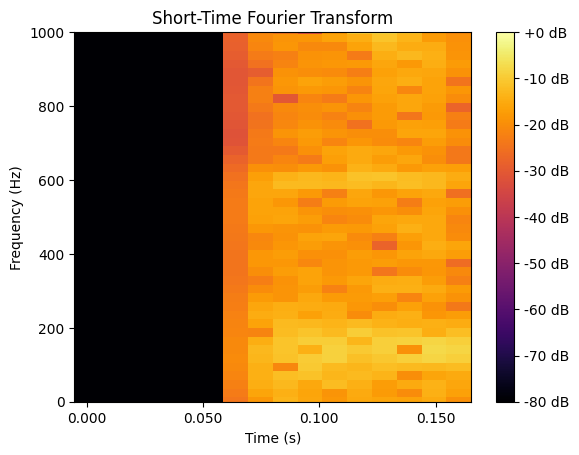 Short-Time Fourier Transform
1000
800
600
400
200
0
Frequency (Hz)
0.000
0.050
0.100
0.150
Time (s)
+0 dB
-10 dB
-20 dB
-30 dB
-40 dB
-50 dB
-60 dB
-70 dB
-80 dB